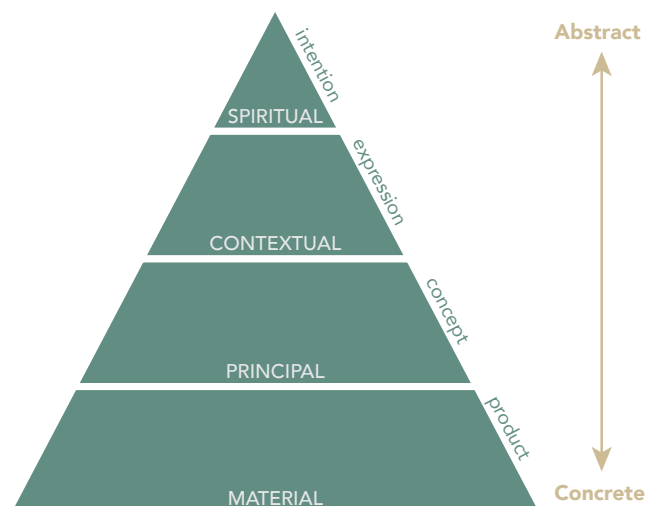 Abstract
intention
SPIRITUAL
expression
CONTEXTUAL
concept
PRINCIPAL
product
MATERIAL
Concrete